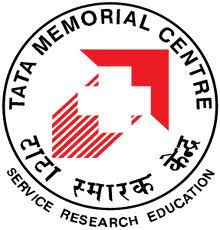 TATA MEMORIAL CENTRE
टाटा स्मारक केंद्र
SERVICE RESEARCH EDUCATION